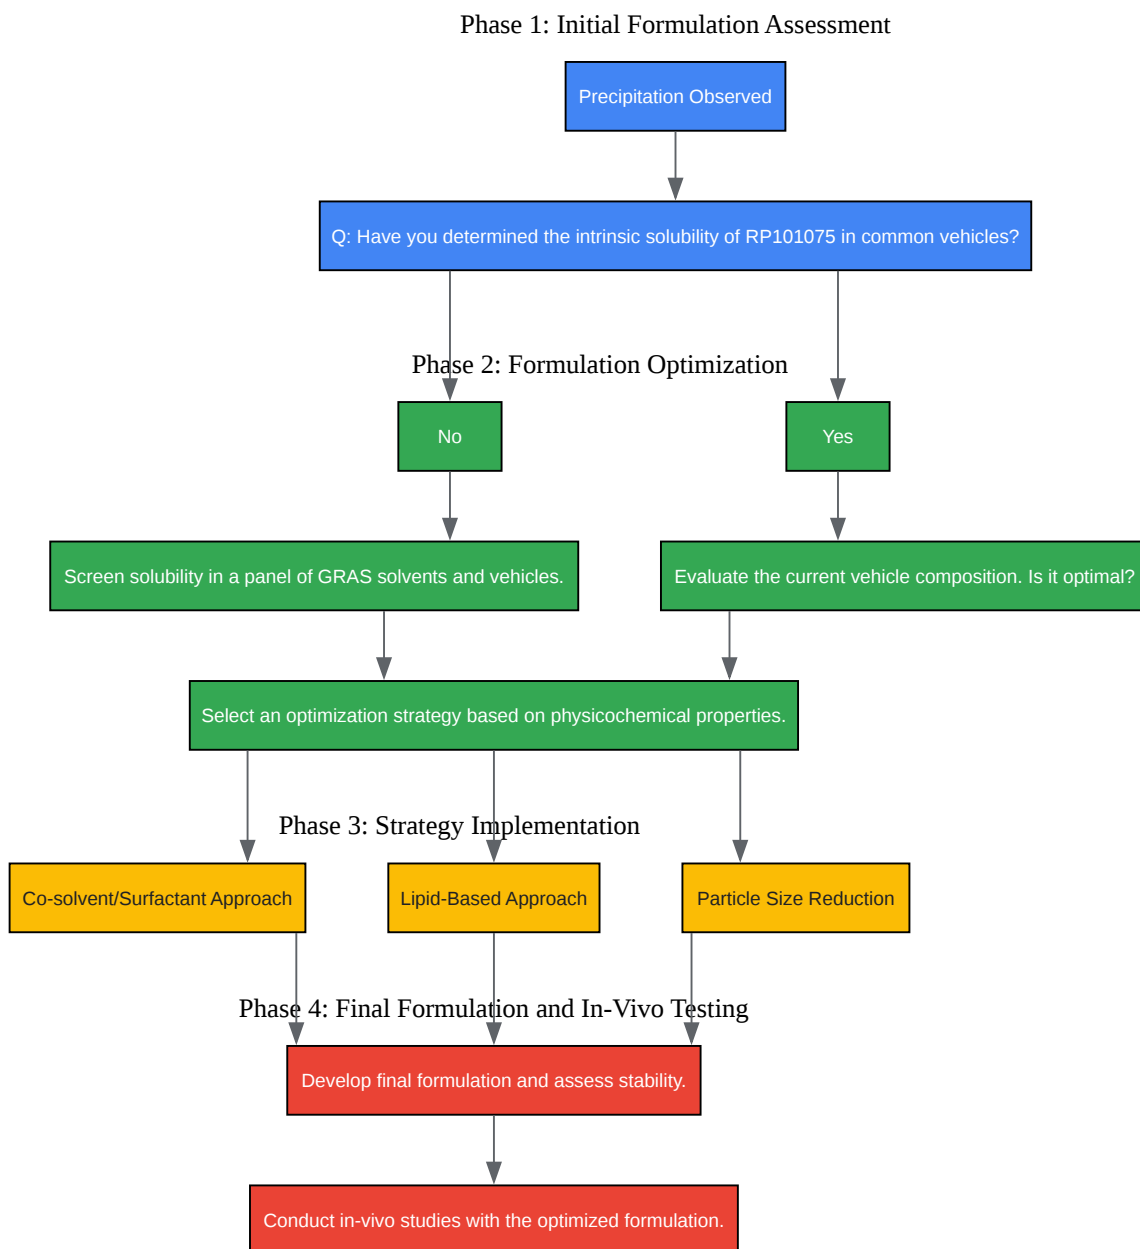 Phase 1: Initial Formulation Assessment
Precipitation Observed
Q: Have you determined the intrinsic solubility of RP101075 in common vehicles?
Phase 2: Formulation Optimization
No
Yes
Screen solubility in a panel of GRAS solvents and vehicles.
Evaluate the current vehicle composition. Is it optimal?
Select an optimization strategy based on physicochemical properties.
Phase 3: Strategy Implementation
Co-solvent/Surfactant Approach
Lipid-Based Approach
Particle Size Reduction
Phase 4: Final Formulation and In-Vivo Testing
Develop final formulation and assess stability.
Conduct in-vivo studies with the optimized formulation.